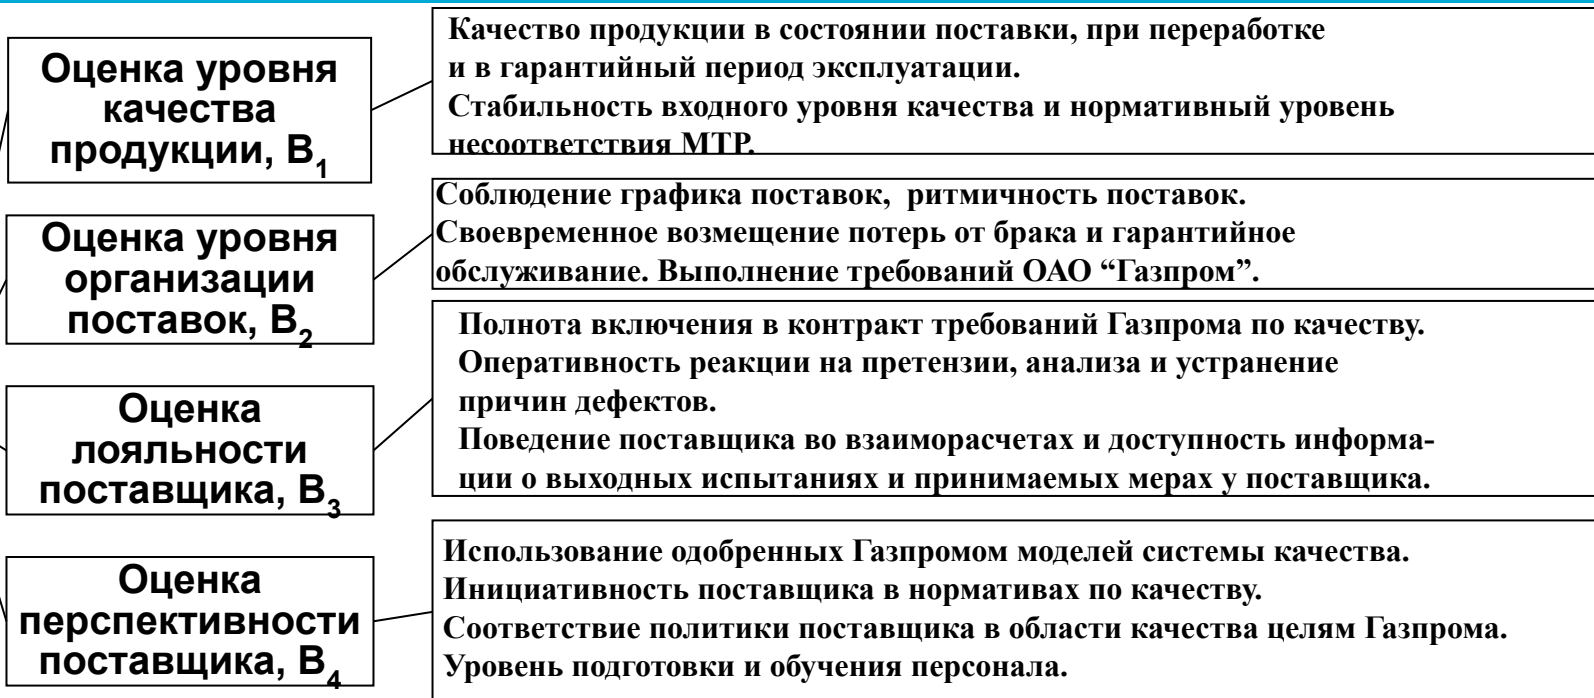 Оценка уровня
качества
продукции, В1
Качество продукции в состоянии поставки, при переработке
и в гарантийный период эксплуатации.
Стабильность входного уровня качества и нормативный уровень
несоответствия МТР.
Оценка уровня
организации
поставок, В2
Соблюдение графика поставок, ритмичность поставок.
Своевременное возмещение потерь от брака и гарантийное
обслуживание. Выполнение требований ОАО “Газпром”.
Оценка
лояльности
поставщика, В3
Полнота включения в контракт требований Газпрома по качеству.
Оперативность реакции на претензии, анализа и устранение
причин дефектов.
Поведение поставщика во взаиморасчетах и доступность информа-
ции о выходных испытаниях и принимаемых мерах у поставщика.
Оценка
перспективности
поставщика, В4
Использование одобренных Газпромом моделей системы качества.
Инициативность поставщика в нормативах по качеству.
Соответствие политики поставщика в области качества целям Газпрома.
Уровень подготовки и обучения персонала.